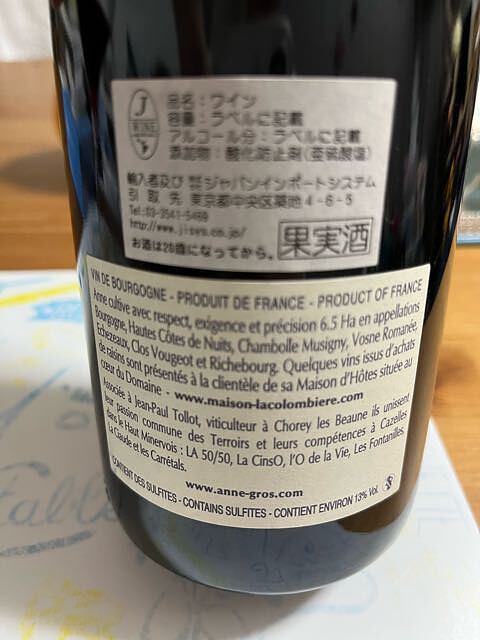 J
WINE
品名：ワイン
容量：ラベルに記載
アルコール分：ラベルに記載
添加物：酸化防止剤(亜硫酸塩)
輸入者及び 株式会社 ジャパンインポートシステム
引取先 東京都中央区築地4-6-5
Tel:03-3541-5469
http://www.jisys.co.jp/
お酒は20歳になってから。
果実酒
VIN DE BOURGOGNE - PRODUIT DE FRANCE - PRODUCT OF FRANCE
Anne cultive avec respect, exigence et précision 6.5 Ha en appellations
Bourgogne, Hautes Côtes de Nuits, Chambolle Musigny, Vosne Romanée,
Echezeaux, Clos Vougeot et Richebourg. Quelques vins issus d'achats
de raisins sont présentés à la clientèle de sa Maison d'Hôtes située au
cœur du Domaine - www.maison-lacolombiere.com
Associée à Jean-Paul Tollot, viticulteur à Chorey les Beaune ils unissent
leur passion commune des Terroirs et leurs compétences à Cazelles
dans le Haut Minervois : LA 50/50, La CinsO, l'O de la Vie, Les Fontanilles,
La Ciaude et les Carrétals.
www.anne-gros.com
CONTIENT DES SULFITES - CONTAINS SULFITES - CONTIENT ENVIRON 13% Vol.